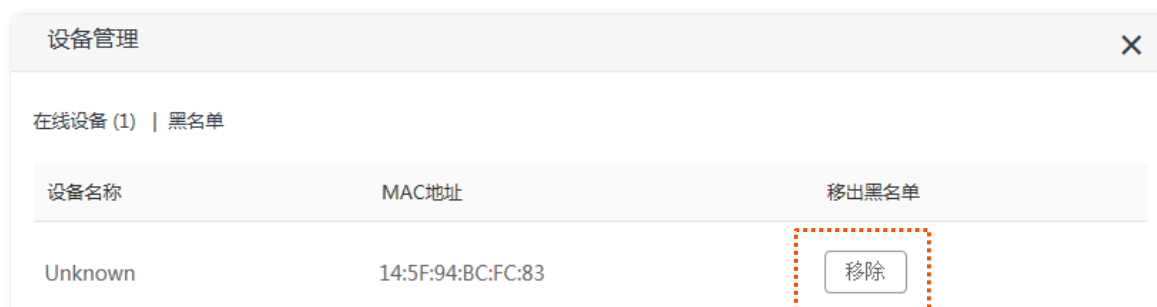 设备管理
在线设备 (1) | 黑名单
设备名称 MAC地址 移出黑名单
Unknown 14:5F:94:BC:FC:83 移除